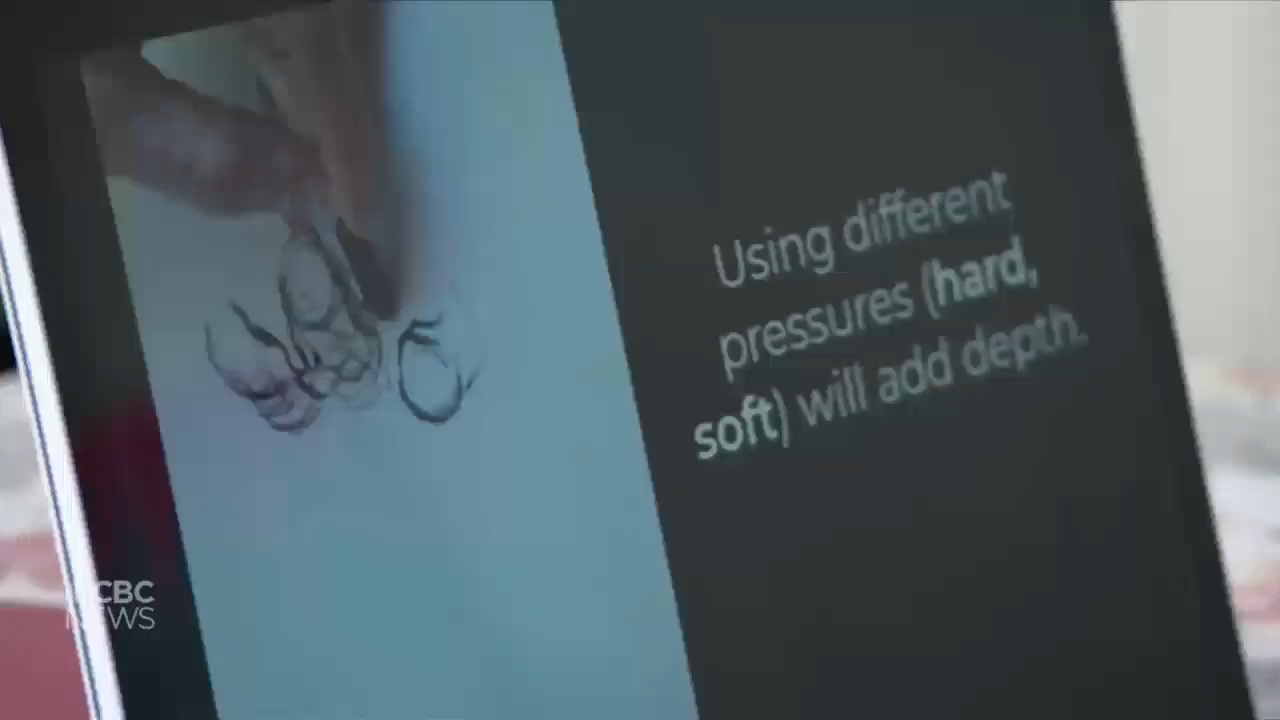 Using different
pressures (hard,
soft) will add depth.
CBC
NEWS